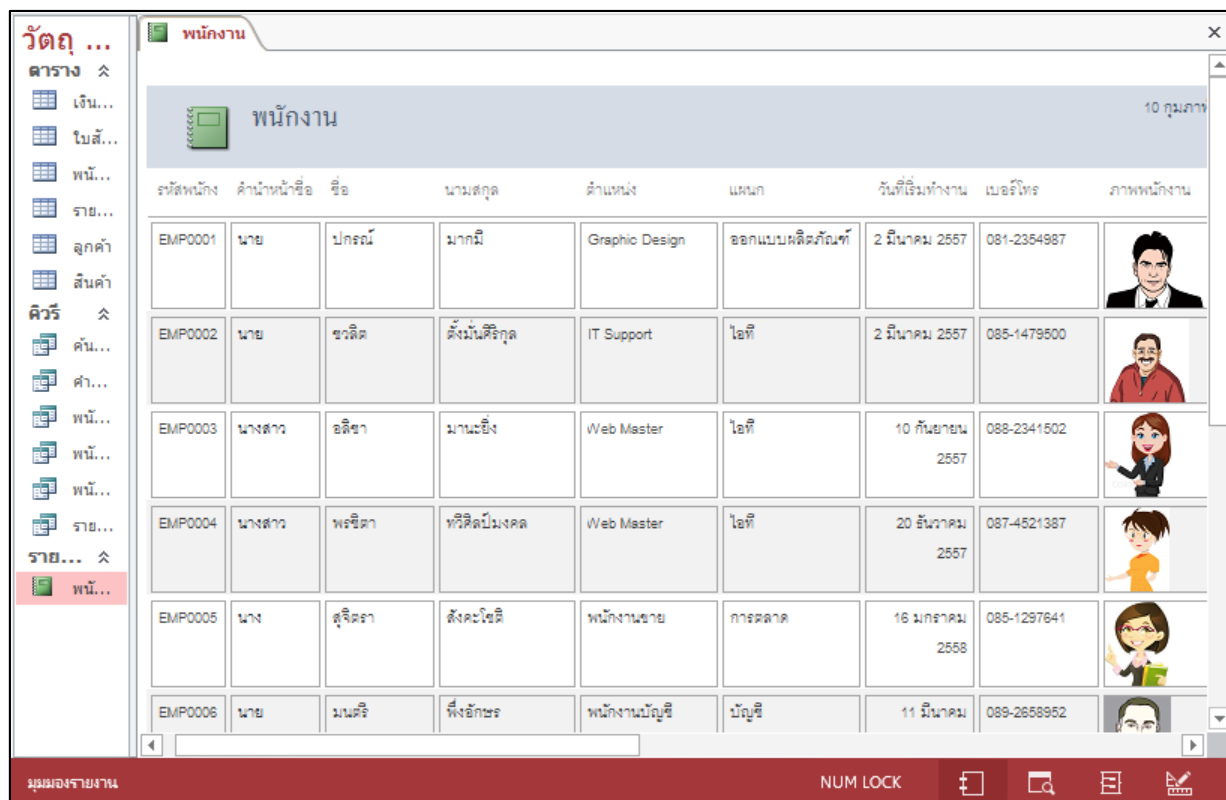 วัตถุ ...
ตาราง
เงิน...
ใบสั...
พนั...
ราย...
ลูกค้า
สินค้า
คิวรี
ค้น...
คำ...
พนั...
พนั...
พนั...
ราย...
ราย...
พนั...
พนักงาน
พนักงาน
10 กุมภาพ
รหัสพนักง คำนำหน้าชื่อ ชื่อ นามสกุล ตำแหน่ง แผนก วันที่เริ่มทำงาน เบอร์โทร ภาพพนักงาน
EMP0001 นาย ปกรณ์ มากมี Graphic Design ออกแบบผลิตภัณฑ์ 2 มีนาคม 2557 081-2354987
EMP0002 นาย ชวลิต ตั้งมั่นศิริกุล IT Support ไอที 2 มีนาคม 2557 085-1479500
EMP0003 นางสาว อลิชา มานะยิ่ง Web Master ไอที 10 กันยายน 2557 088-2341502
EMP0004 นางสาว พรชิตา ทวีศิลป์มงคล Web Master ไอที 20 ธันวาคม 2557 087-4521387
EMP0005 นาง สุจิตรา สังคะโชติ พนักงานขาย การตลาด 16 มกราคม 2558 085-1297641
EMP0006 นาย มนตรี พึ่งอักษร พนักงานบัญชี บัญชี 11 มีนาคม 089-2658952
มุมมองรายงาน
NUM LOCK